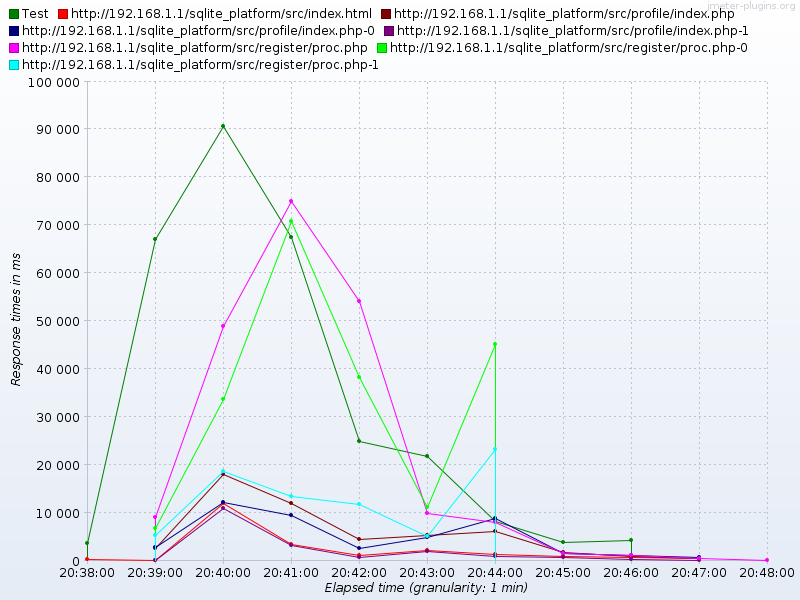 jmeter-plugins.org
Test http://192.168.1.1/sqlite_platform/src/index.html http://192.168.1.1/sqlite_platform/src/profile/index.php
http://192.168.1.1/sqlite_platform/src/profile/index.php-0 http://192.168.1.1/sqlite_platform/src/profile/index.php-1
http://192.168.1.1/sqlite_platform/src/register/proc.php http://192.168.1.1/sqlite_platform/src/register/proc.php-0
http://192.168.1.1/sqlite_platform/src/register/proc.php-1
100 000
90 000
80 000
70 000
60 000
50 000
40 000
30 000
20 000
10 000
0
Response times in ms
20:38:00 20:39:00 20:40:00 20:41:00 20:42:00 20:43:00 20:44:00 20:45:00 20:46:00 20:47:00 20:48:00
Elapsed time (granularity: 1 min)